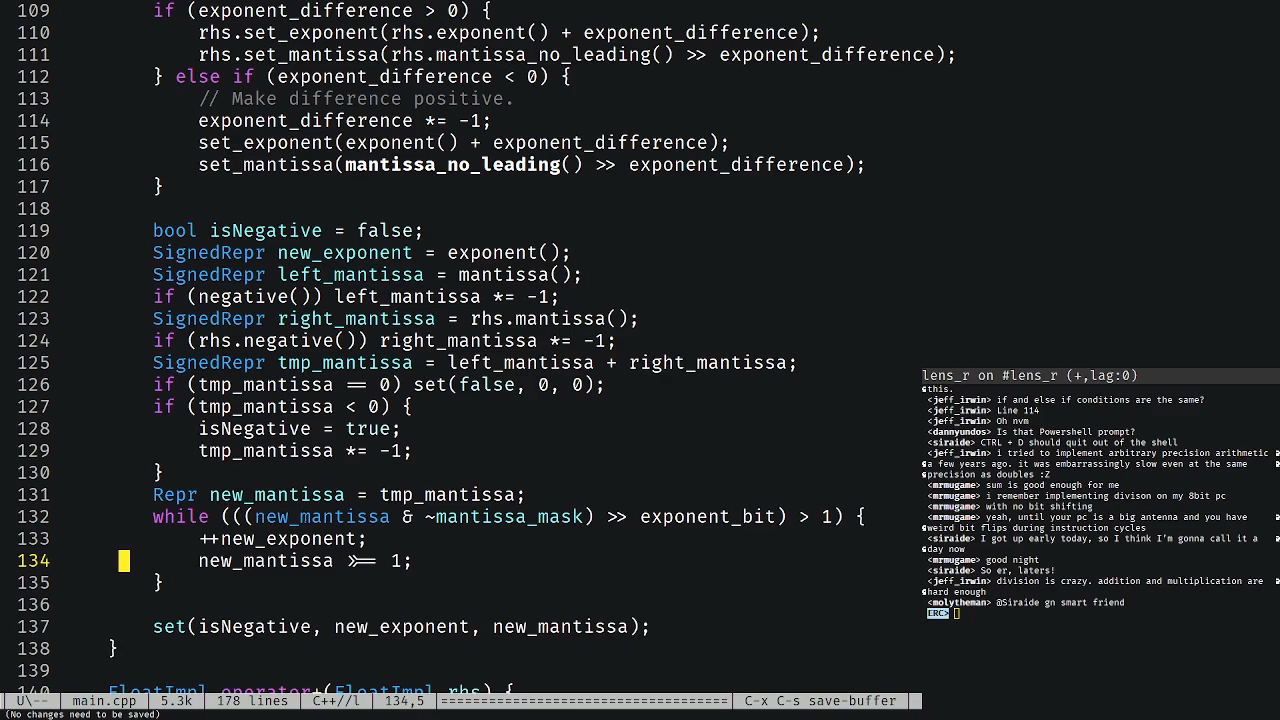 109 if (exponent_difference > 0) {
110 rhs.set_exponent(rhs.exponent() + exponent_difference);
111 rhs.set_mantissa(rhs.mantissa_no_leading() >> exponent_difference);
112 } else if (exponent_difference < 0) {
113 // Make difference positive.
114 exponent_difference *= -1;
115 set_exponent(exponent() + exponent_difference);
116 set_mantissa(mantissa_no_leading() >> exponent_difference);
117 }
118
119 bool isNegative = false;
120 SignedRepr new_exponent = exponent();
121 SignedRepr left_mantissa = mantissa();
122 if (negative()) left_mantissa *= -1;
123 SignedRepr right_mantissa = rhs.mantissa();
124 if (rhs.negative()) right_mantissa *= -1;
125 SignedRepr tmp_mantissa = left_mantissa + right_mantissa;
126 if (tmp_mantissa == 0) set(false, 0, 0);
127 if (tmp_mantissa < 0) {
128 isNegative = true;
129 tmp_mantissa *= -1;
130 }
131 Repr new_mantissa = tmp_mantissa;
132 while (((new_mantissa & ~mantissa_mask) >> exponent_bit) > 1) {
133 ++new_exponent;
134 new_mantissa >>= 1;
135 }
136
137 set(isNegative, new_exponent, new_mantissa);
138 }
139
140 FloatImpl operator+(FloatImpl rhs) {
lens_r on #lens_r (+,lag:0)
this.
<jeff_irwin> if and else if conditions are the same?
<jeff_irwin> Line 114
<jeff_irwin> Oh nvm
<dannyundos> Is that Powershell prompt?
<siraide> CTRL + D should quit out of the shell
<jeff_irwin> i tried to implement arbitrary precision arithmetic
a few years ago. it was embarrassingly slow even at the same
precision as doubles :Z
<mrmugame> sum is good enough for me
<mrmugame> i remember implementing divison on my 8bit pc
<mrmugame> with no bit shifting
<mrmugame> yeah, until your pc is a big antenna and you have
weird bit flips during instruction cycles
<siraide> I got up early today, so I think I'm gonna call it a
day now
<mrmugame> good night
<siraide> So er, laters!
<jeff_irwin> division is crazy. addition and multiplication are
hard enough
<molytheman> @Siraide gn smart friend
ERC>
U\-- main.cpp 5.3k 178 lines C++//l 134,5 C-x C-s save-buffer
(No changes need to be saved)